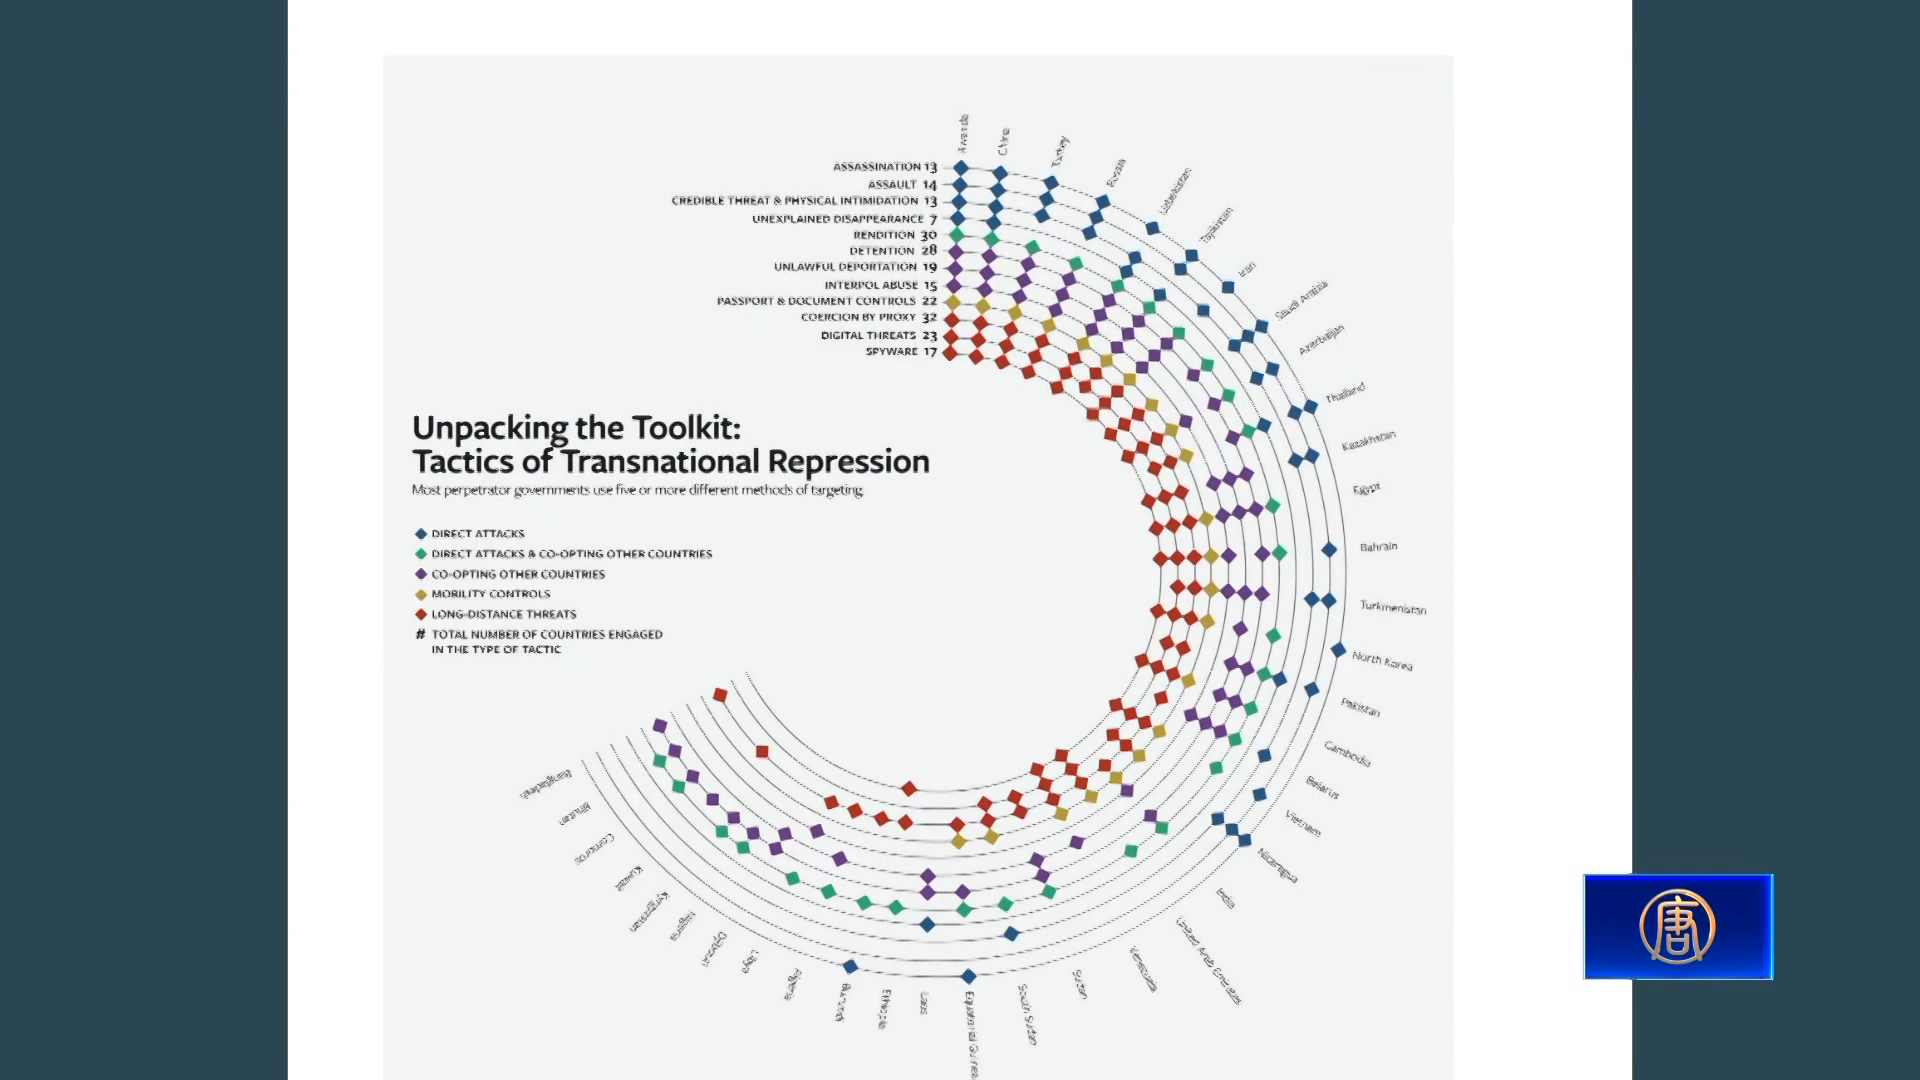 Rwanda
China
Turkey
Russia
Uzbekistan
Tajikistan
Iran
Saudi Arabia
Azerbaijan
Thailand
Kazakhstan
Egypt
Bahrain
Turkmenistan
North Korea
Pakistan
Cambodia
Belarus
Vietnam
Nicaragua
India
United Arab Emirates
Venezuela
Sudan
South Sudan
Equatorial Guinea
Laos
Ethiopia
Burundi
Algeria
Libya
Djibouti
Nigeria
Kyrgyzstan
Kuwait
Comoros
Bhutan
Bangladesh
ASSASSINATION 13
ASSAULT 14
CREDIBLE THREAT & PHYSICAL INTIMIDATION 13
UNEXPLAINED DISAPPEARANCE 7
RENDITION 30
DETENTION 28
UNLAWFUL DEPORTATION 19
INTERPOL ABUSE 15
PASSPORT & DOCUMENT CONTROLS 22
COERCION BY PROXY 32
DIGITAL THREATS 23
SPYWARE 17
Unpacking the Toolkit:
Tactics of Transnational Repression
Most perpetrator governments use five or more different methods of targeting.
DIRECT ATTACKS
DIRECT ATTACKS & CO-OPTING OTHER COUNTRIES
CO-OPTING OTHER COUNTRIES
MOBILITY CONTROLS
LONG-DISTANCE THREATS
# TOTAL NUMBER OF COUNTRIES ENGAGED
IN THE TYPE OF TACTIC
唐